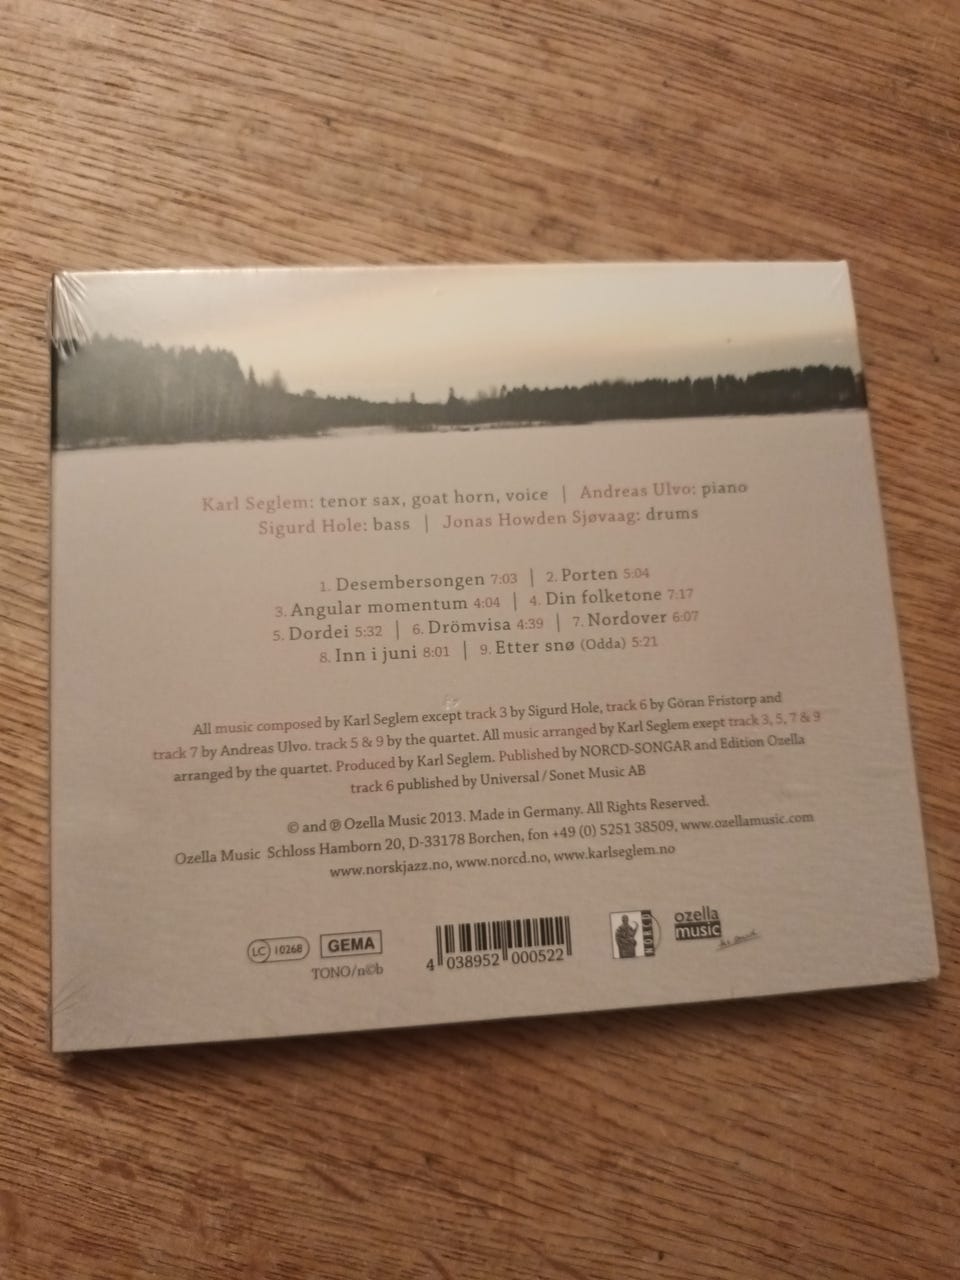 Karl Seglem: tenor sax, goat horn, voice | Andreas Ulvo: piano
Sigurd Hole: bass | Jonas Howden Sjøvaag: drums
1. Desembersongen 7:03 | 2. Porten 5:04
3. Angular momentum 4:04 | 4. Din folketone 7:17
5. Dordei 5:32 | 6. Drömvisa 4:39 | 7. Nordover 6:07
8. Inn i juni 8:01 | 9. Etter snø (Odda) 5:21
All music composed by Karl Seglem except track 3 by Sigurd Hole, track 6 by Göran Fristorp and
track 7 by Andreas Ulvo. track 5 & 9 by the quartet. All music arranged by Karl Seglem exept track 3, 5, 7 & 9
arranged by the quartet. Produced by Karl Seglem. Published by NORCD-SONGAR and Edition Ozella
track 6 published by Universal / Sonet Music AB
© and ℗ Ozella Music 2013. Made in Germany. All Rights Reserved.
Ozella Music Schloss Hamborn 20, D-33178 Borchen, fon +49 (0) 5251 38509, www.ozellamusic.com
www.norskjazz.no, www.norcd.no, www.karlseglem.no
LC 10268 GEMA
TONO/n©b
4 038952 000522
NORCD
ozella
music